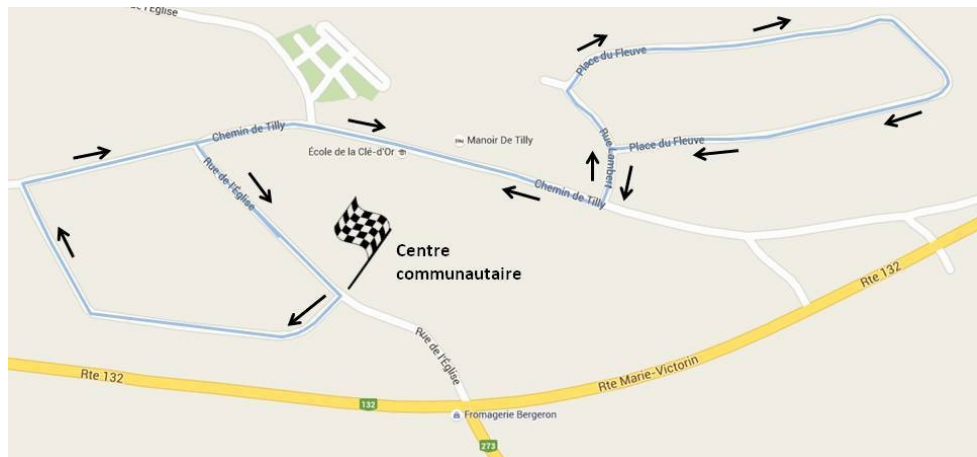 de l'Église
Place du Fleuve
Place du Fleuve
Chemin de Tilly
Manoir De Tilly
École de la Clé-d'Or
Rue Lambert
Rue de l'Église
Chemin de Tilly
Centre
communautaire
Rte 132
Rue de l'Église
Rte Marie-Victorin
Rte 132
132
Fromagerie Bergeron
273